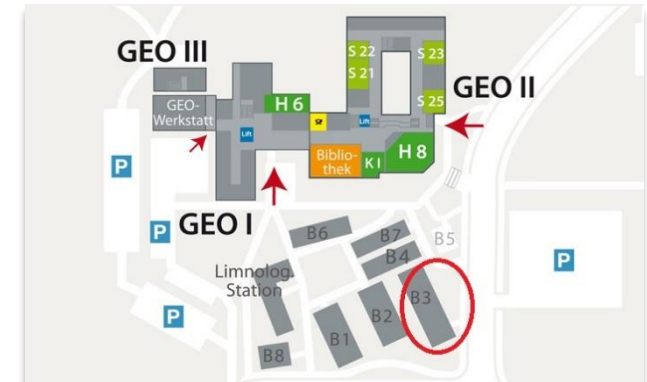 GEO III
GEO-
Werkstatt
Lift
H 6
S 22
S 21
S 23
S 25
GEO II
Lift
Biblio-
thek
K I
H 8
P
GEO I
P
P
P
B6
B7
B4
B5
Limnolog.
Station
B3
B2
B1
B8